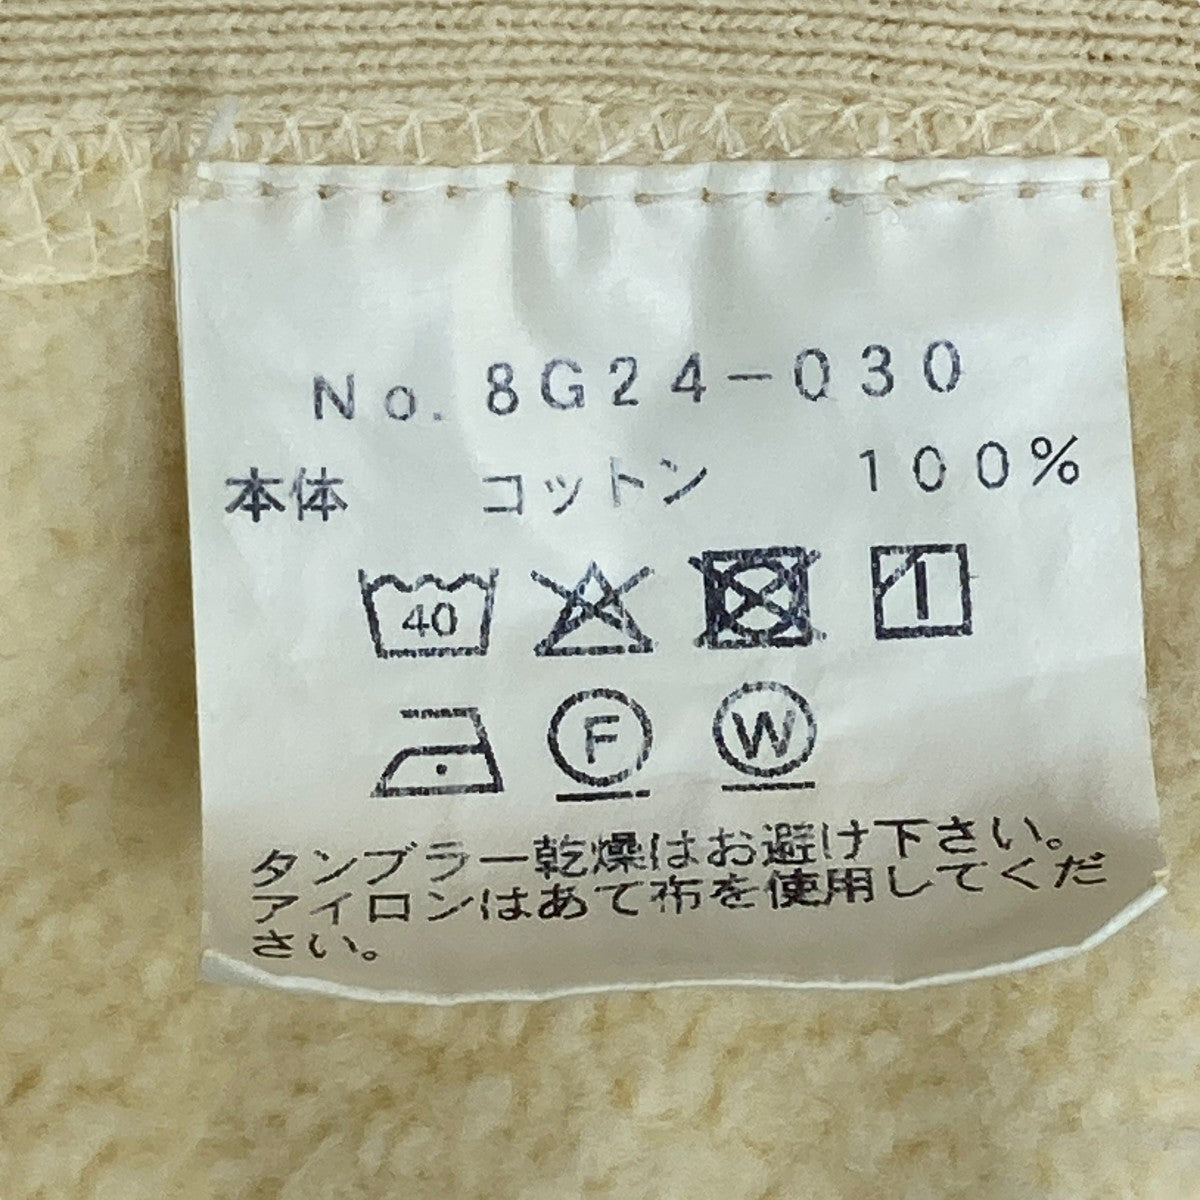 No. 8G24-030
本体 コットン 100%
40
F W
タンブラー乾燥はお避け下さい。
アイロンはあて布を使用してくだ
さい。